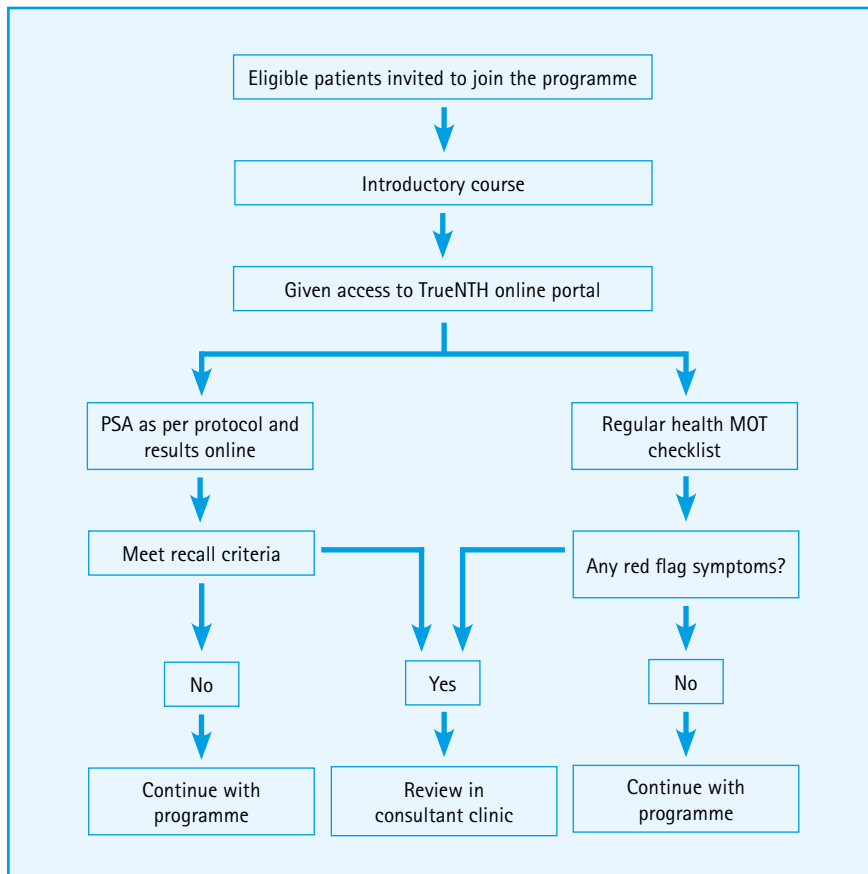 Eligible patients invited to join the programme
Introductory course
Given access to TrueNTH online portal
PSA as per protocol and
results online
Regular health MOT
checklist
Meet recall criteria
Any red flag symptoms?
No
Yes
No
Continue with
programme
Review in
consultant clinic
Continue with
programme